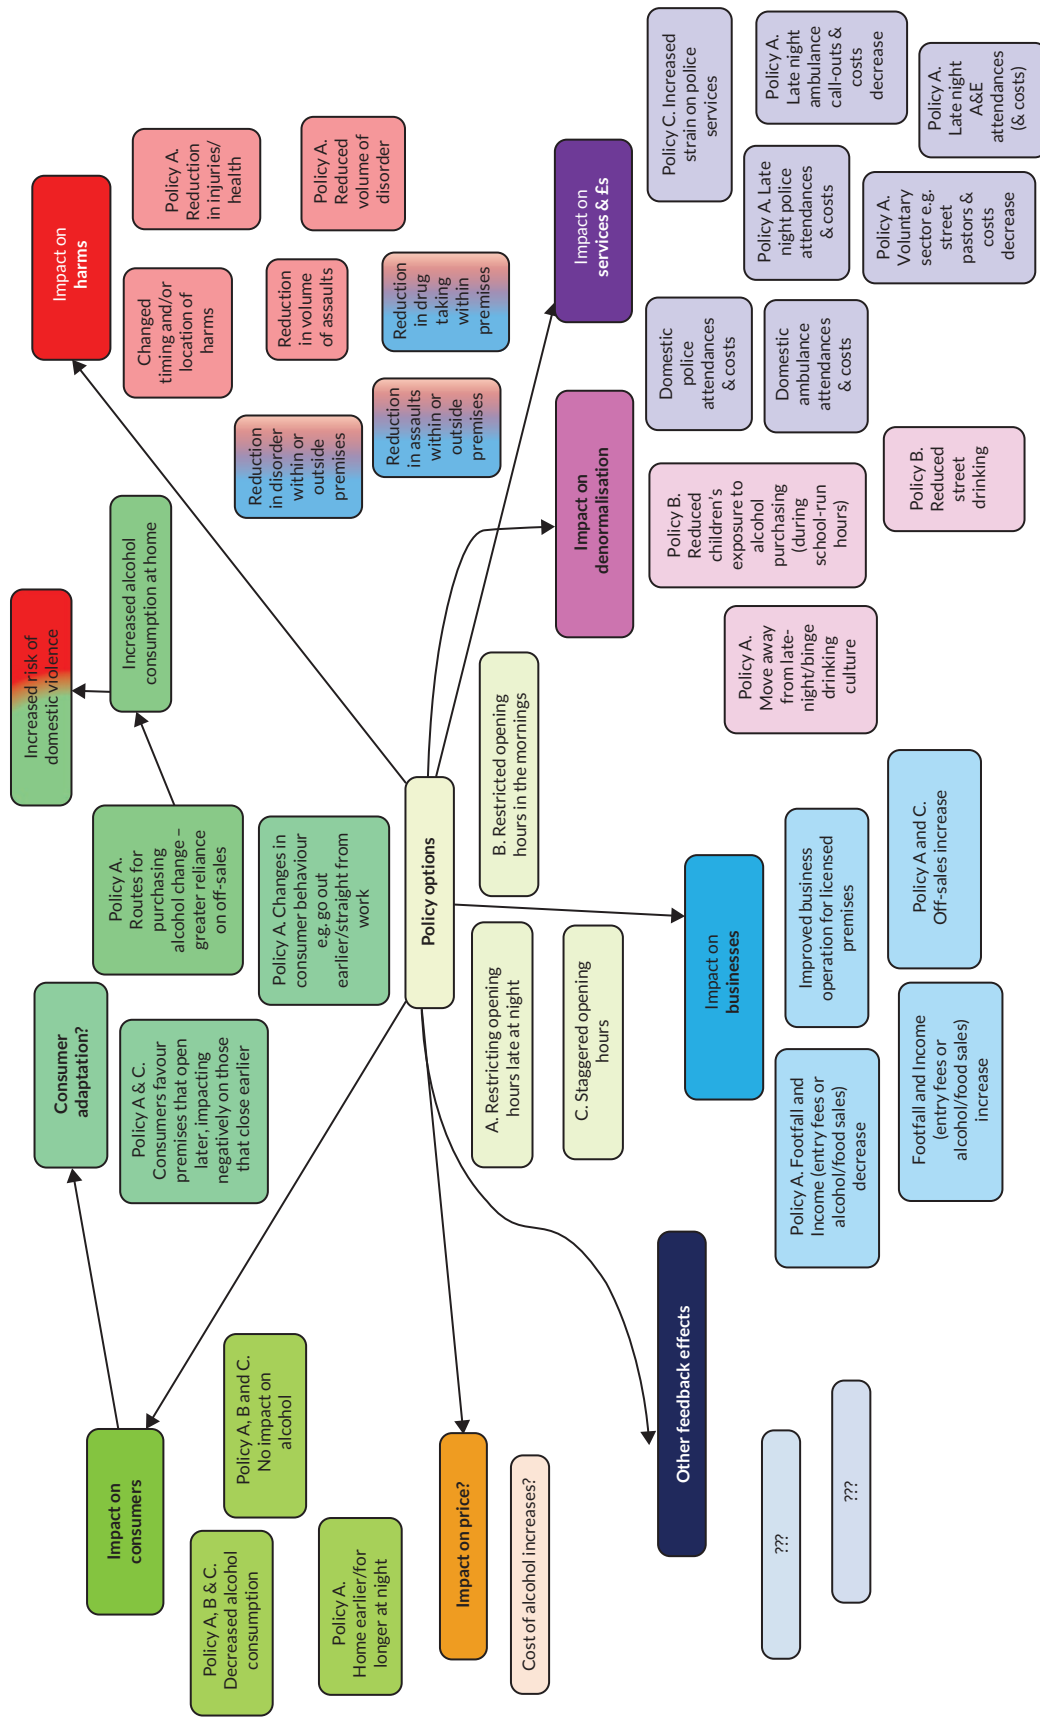 Impact on
consumers
Policy A, B & C.
Decreased alcohol
consumption
Policy A, B and C.
No impact on
alcohol
Policy A.
Home earlier/for
longer at night
Impact on price?
Cost of alcohol increases?
Other feedback effects
???
???
Consumer
adaptation?
Policy A & C.
Consumers favour
premises that open
later, impacting
negatively on those
that close earlier
Policy A.
Routes for
purchasing
alcohol change –
greater reliance
on off-sales
Policy A. Changes in
consumer behaviour
e.g. go out
earlier/straight from
work
Increased risk of
domestic violence
Increased alcohol
consumption at home
Policy options
A. Restricting opening
hours late at night
B. Restricted opening
hours in the mornings
C. Staggered opening
hours
Impact on
businesses
Policy A. Footfall and
Income (entry fees or
alcohol/food sales)
decrease
Improved business
operation for licensed
premises
Footfall and Income
(entry fees or
alcohol/food sales)
increase
Policy A and C.
Off-sales increase
Impact on
harms
Changed
timing and/or
location of
harms
Policy A.
Reduction
in injuries/
health
Reduction
in disorder
within or
outside
premises
Reduction
in volume
of assaults
Policy A.
Reduced
volume of
disorder
Reduction
in assaults
within or
outside
premises
Reduction
in drug
taking
within
premises
Impact on
denormalisation
Policy B.
Reduced
children's
exposure to
alcohol
purchasing
(during
school-run
hours)
Policy A.
Move away
from late-
night/binge
drinking
culture
Policy B.
Reduced
street
drinking
Impact on
services & £s
Domestic
police
attendances
& costs
Policy C. Increased
strain on police
services
Domestic
ambulance
attendances
& costs
Policy A. Late
night police
attendances
& costs
Policy A.
Late night
ambulance
call-outs &
costs
decrease
Policy A.
Voluntary
sector e.g.
street
pastors &
costs
decrease
Policy A.
Late night
A&E
attendances
(& costs)